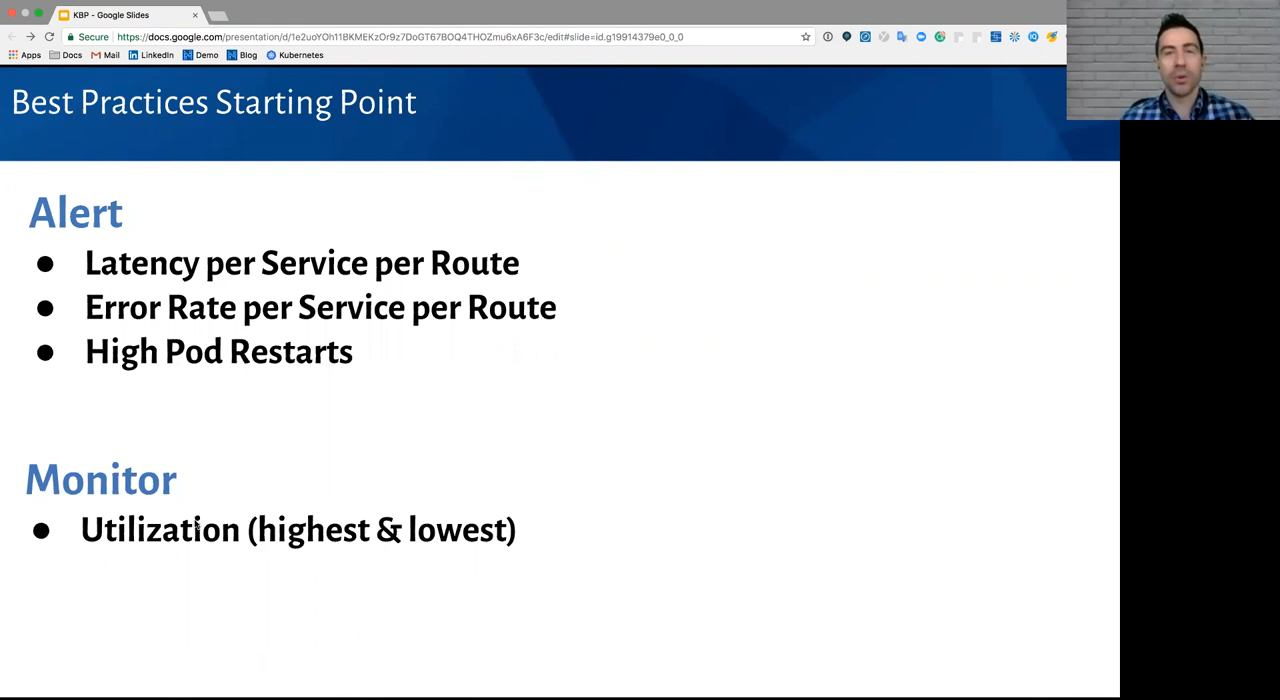 KBP - Google Slides
Secure https://docs.google.com/presentation/d/1e2uoYOh11BKMEKzOr9z7DoGT67BOQ4THOZmu6xA6F3c/edit#slide=id.g19914379e0_0_0
Apps Docs Mail LinkedIn Demo Blog Kubernetes
Best Practices Starting Point
Alert
● Latency per Service per Route
● Error Rate per Service per Route
● High Pod Restarts
Monitor
● Utilization (highest & lowest)